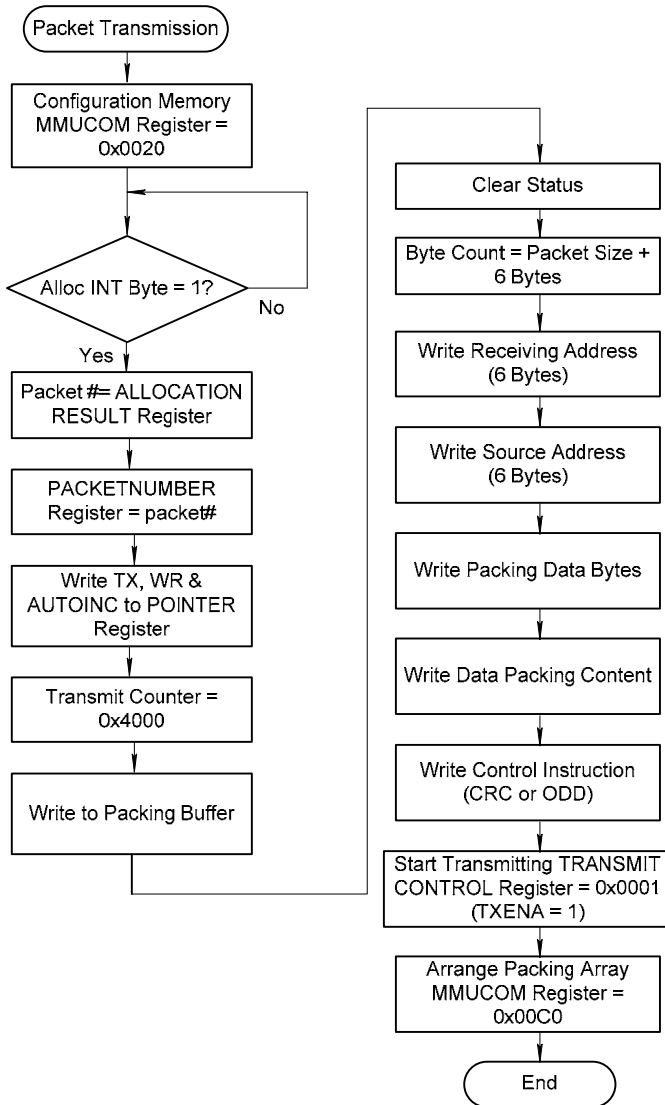 Packet Transmission
Configuration Memory
MMUCOM Register =
0x0020
Alloc INT Byte = 1?
No
Yes
Packet #= ALLOCATION
RESULT Register
PACKETNUMBER
Register = packet#
Write TX, WR &
AUTOINC to POINTER
Register
Transmit Counter =
0x4000
Write to Packing Buffer
Clear Status
Byte Count = Packet Size +
6 Bytes
Write Receiving Address
(6 Bytes)
Write Source Address
(6 Bytes)
Write Packing Data Bytes
Write Data Packing Content
Write Control Instruction
(CRC or ODD)
Start Transmitting TRANSMIT
CONTROL Register = 0x0001
(TXENA = 1)
Arrange Packing Array
MMUCOM Register =
0x00C0
End